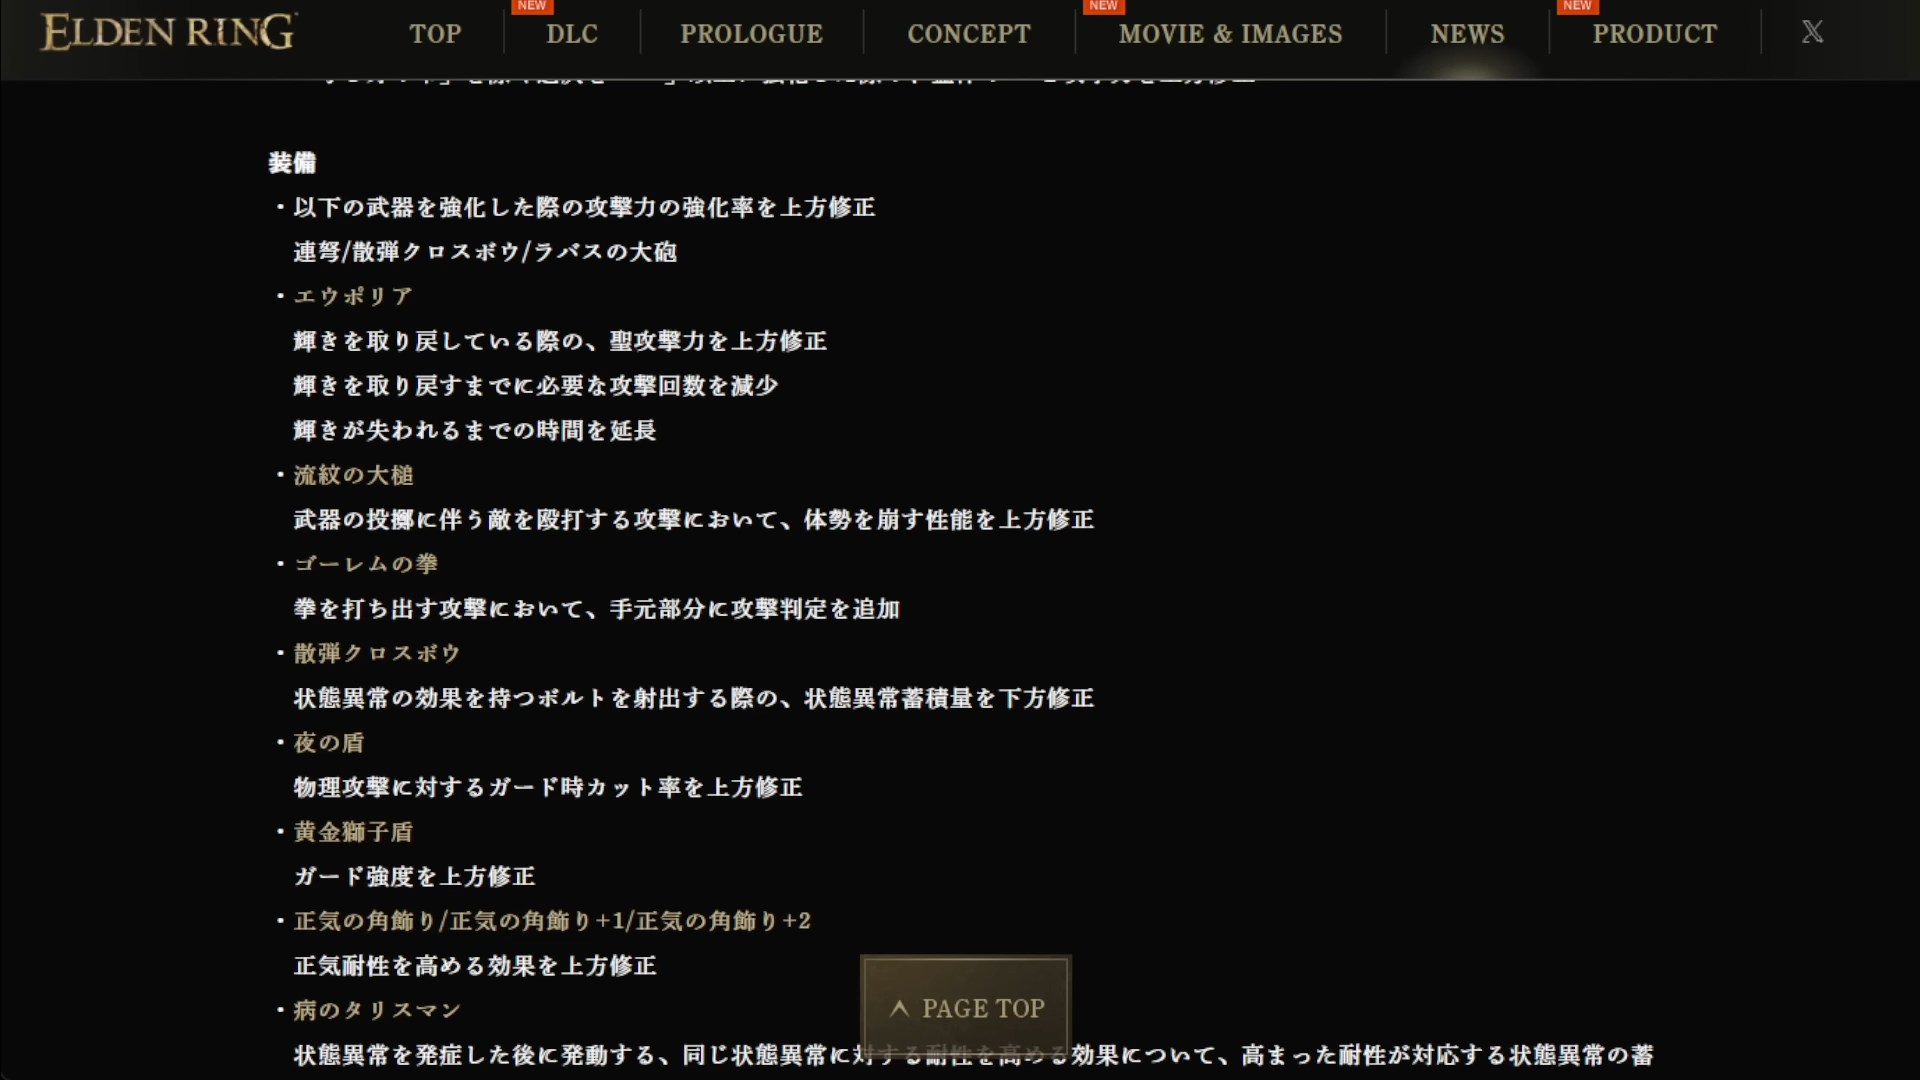 ELDEN RING
TOP
NEW
DLC
PROLOGUE
CONCEPT
NEW
MOVIE & IMAGES
NEWS
NEW
PRODUCT
X
装備
・以下の武器を強化した際の攻撃力の強化率を上方修正
連弩/散弾クロスボウ/ラバスの大砲
・エウポリア
輝きを取り戻している際の、聖攻撃力を上方修正
輝きを取り戻すまでに必要な攻撃回数を減少
輝きが失われるまでの時間を延長
・流紋の大槌
武器の投擲に伴う敵を殴打する攻撃において、体勢を崩す性能を上方修正
・ゴーレムの拳
拳を打ち出す攻撃において、手元部分に攻撃判定を追加
・散弾クロスボウ
状態異常の効果を持つボルトを射出する際の、状態異常蓄積量を下方修正
・夜の盾
物理攻撃に対するガード時カット率を上方修正
・黄金獅子盾
ガード強度を上方修正
・正気の角飾り/正気の角飾り+1/正気の角飾り+2
正気耐性を高める効果を上方修正
・病のタリスマン
PAGE TOP
状態異常を発症した後に発動する、同じ状態異常に対する耐性を高める効果について、高まった耐性が対応する状態異常の蓄